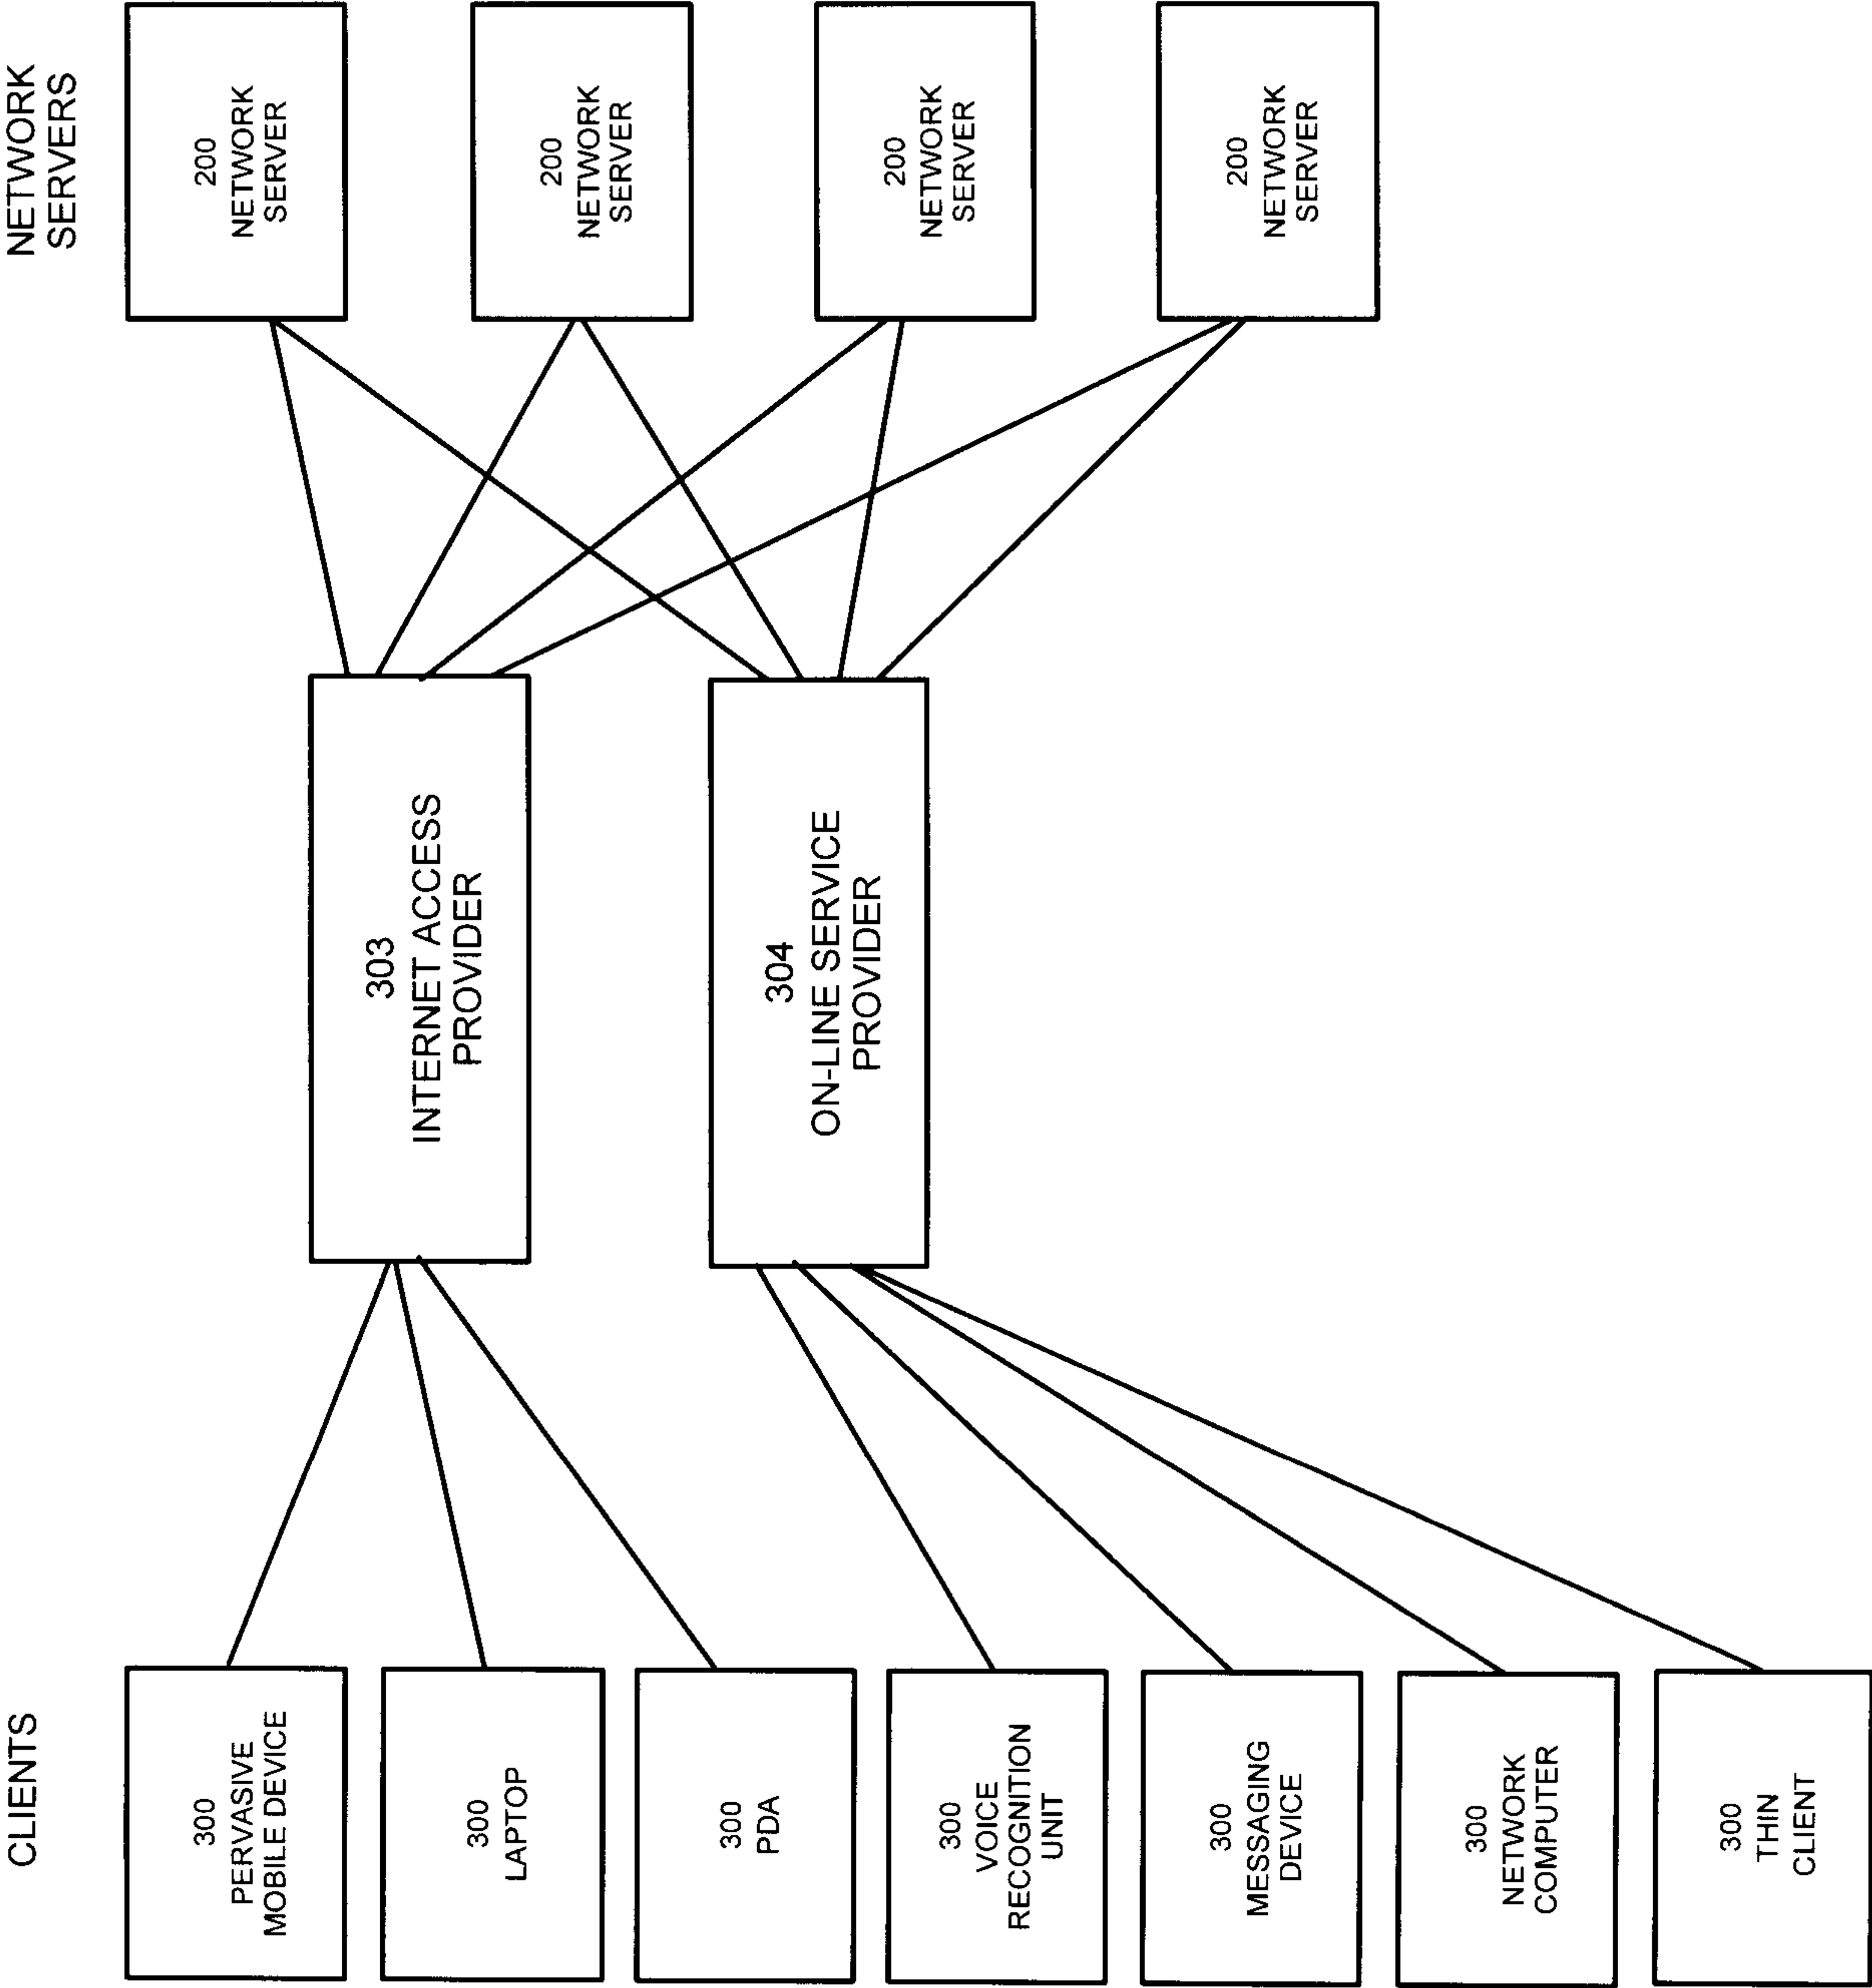 CLIENTS
NETWORK
SERVERS
300
PERVASIVE
MOBILE DEVICE
300
LAPTOP
300
PDA
300
VOICE
RECOGNITION
UNIT
300
MESSAGING
DEVICE
300
NETWORK
COMPUTER
300
THIN
CLIENT
303
INTERNET ACCESS
PROVIDER
304
ON-LINE SERVICE
PROVIDER
200
NETWORK
SERVER
200
NETWORK
SERVER
200
NETWORK
SERVER
200
NETWORK
SERVER